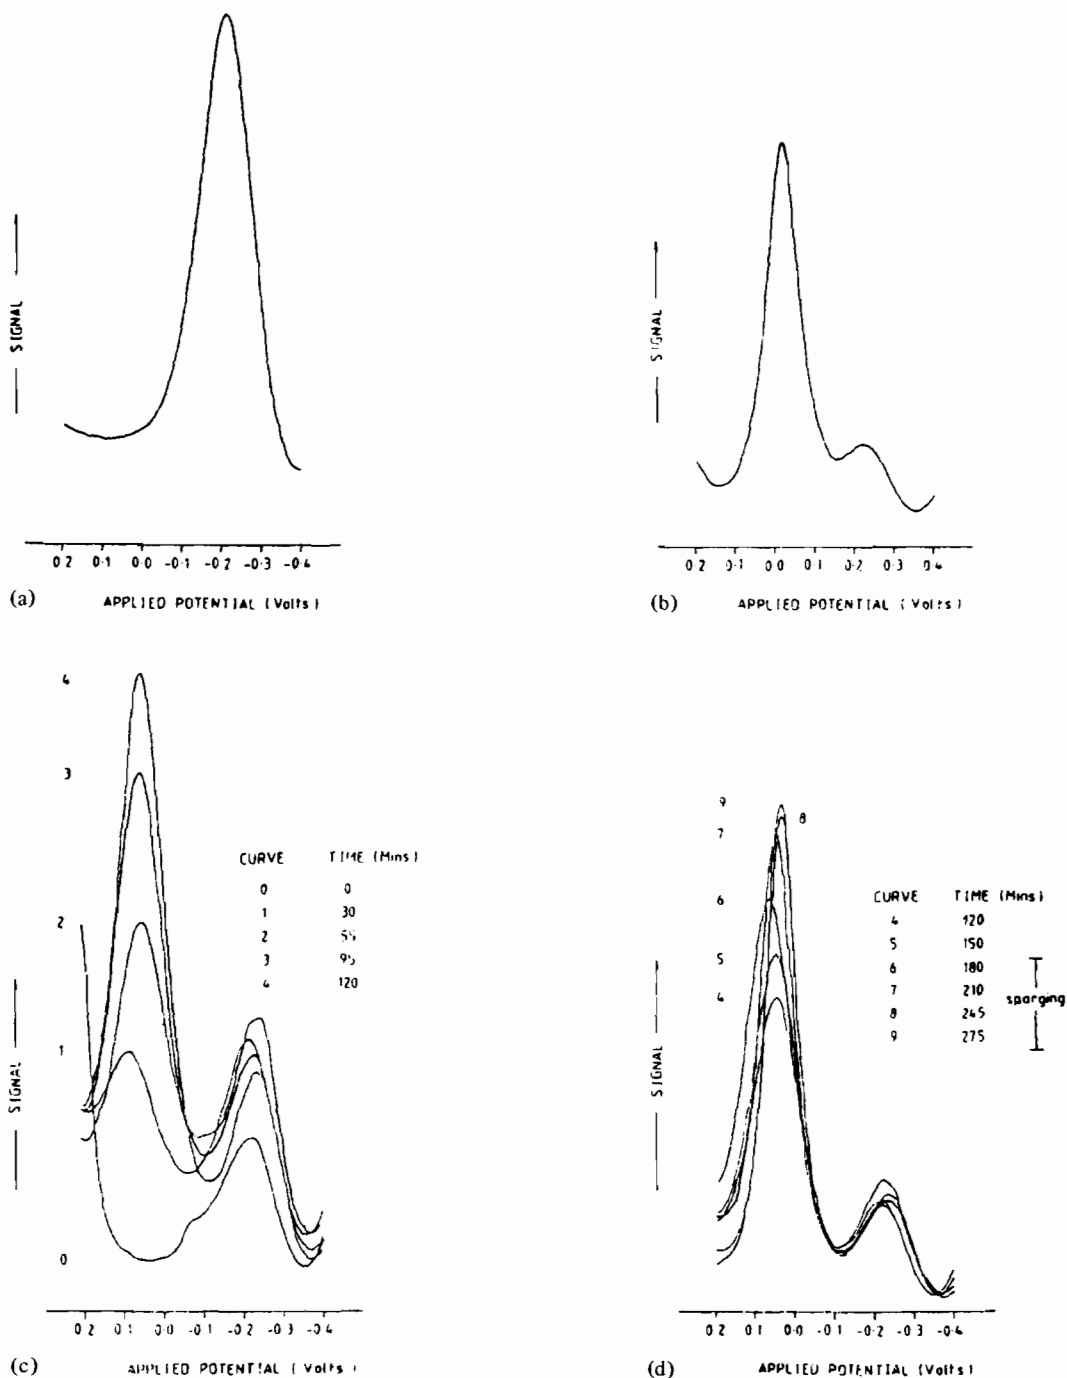 SIGNAL
0·2 0·1 0·0 -0·1 -0·2 -0·3 -0·4
(a) APPLIED POTENTIAL (Volts)
SIGNAL
0·2 0·1 0·0 0·1 0·2 0·3 0·4
(b) APPLIED POTENTIAL (Volts)
4
3
2
1
0
CURVE TIME (Mins)
0 0
1 30
2 55
3 95
4 120
SIGNAL
0·2 0·1 0·0 -0·1 -0·2 -0·3 -0·4
(c) APPLIED POTENTIAL (Volts)
9
8
7
6
5
4
CURVE TIME (Mins)
4 120
5 150
6 180
7 210
8 245
9 275
sparging
SIGNAL
0·2 0·1 0·0 -0·1 -0·2 -0·3 -0·4
(d) APPLIED POTENTIAL (Volts)